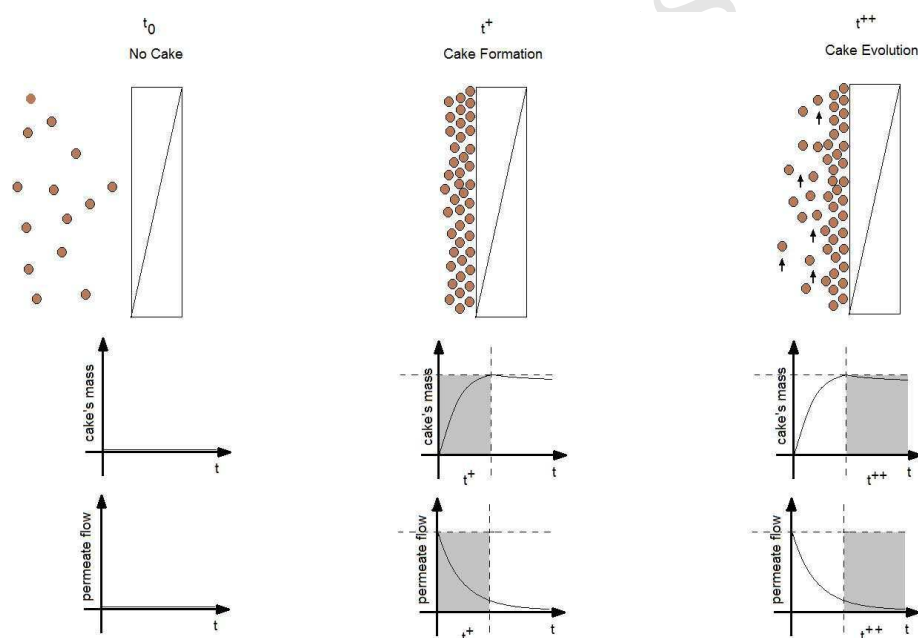 t0
No Cake
t+
Cake Formation
t++
Cake Evolution
cake's mass
t
cake's mass
t+
t
cake's mass
t++
t
permeate flow
t
permeate flow
t+
t
permeate flow
t++
t